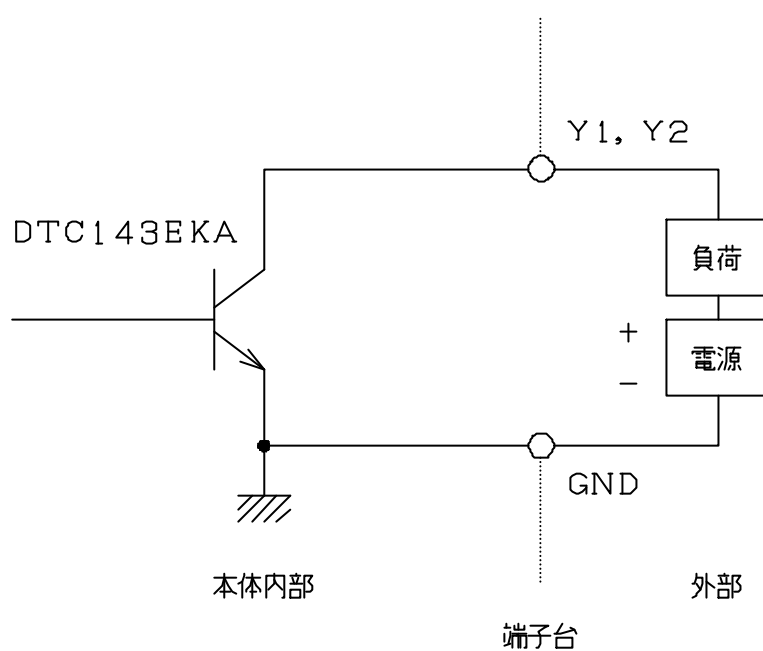 Y1, Y2
DTC143EKA
負荷
+
電源
−
GND
本体内部
外部
端子台